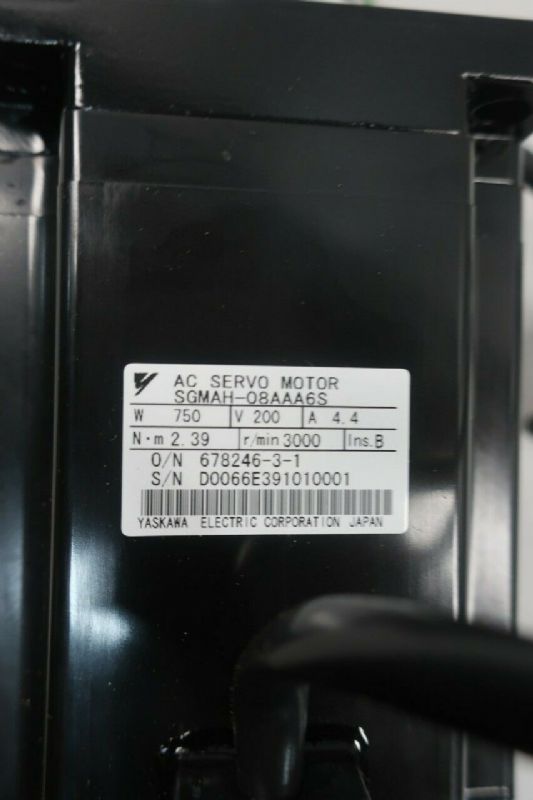 AC SERVO MOTOR
SGMAH-08AAA6S
W 750 V 200 A 4.4
N·m 2.39 r/min 3000 Ins.B
O/N 678246-3-1
S/N D0066E391010001
YASKAWA ELECTRIC CORPORATION JAPAN